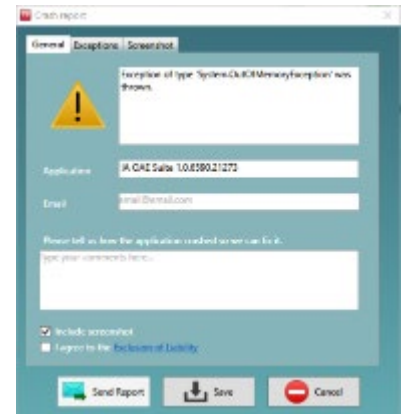 Crash report
General Exceptions Screenshot
Exception of type 'System.OutOfMemoryException' was
thrown.
Application
IA OAE Suite 1.0.6590.21273
Email
email@email.com
Please tell us how the application crashed so we can fix it.
Type your comments here...
Include screenshot
I agree to the Exclusion of Liability
Send Report Save Cancel